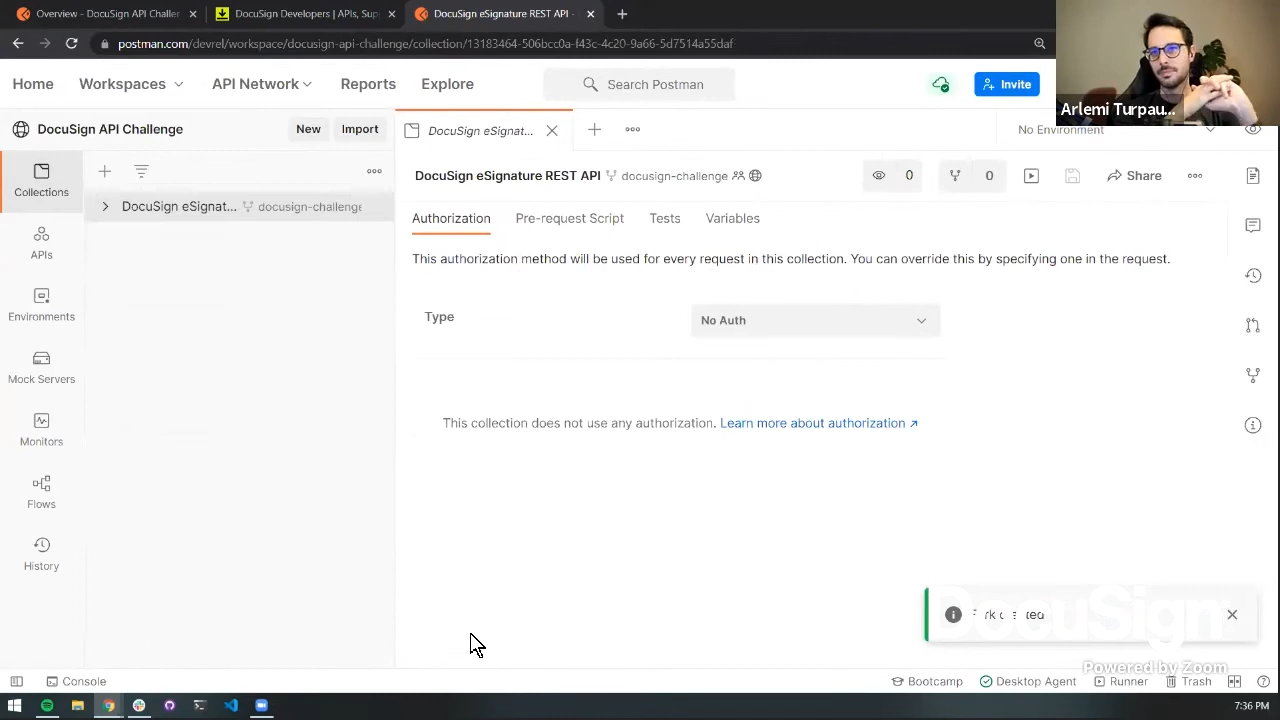 Overview - DocuSign API Challer
DocuSign Developers | APIs, Sup
DocuSign eSignature REST API -
postman.com/devrel/workspace/docusign-api-challenge/collection/13183464-506bcc0a-f43c-4c20-9a66-5d7514a55daf
Home
Workspaces
API Network
Reports
Explore
Search Postman
Invite
Arlemi Turpau...
DocuSign API Challenge
New
Import
DocuSign eSignat...
No Environment
DocuSign eSignature REST API
docusign-challenge
0
0
Share
Collections
DocuSign eSignat...
docusign-challenge
Authorization
Pre-request Script
Tests
Variables
This authorization method will be used for every request in this collection. You can override this by specifying one in the request.
Type
No Auth
This collection does not use any authorization. Learn more about authorization
APIs
Environments
Mock Servers
Monitors
Flows
History
DocuSign
Powered by Zoom
Console
Bootcamp
Desktop Agent
Runner
Trash
7:36 PM